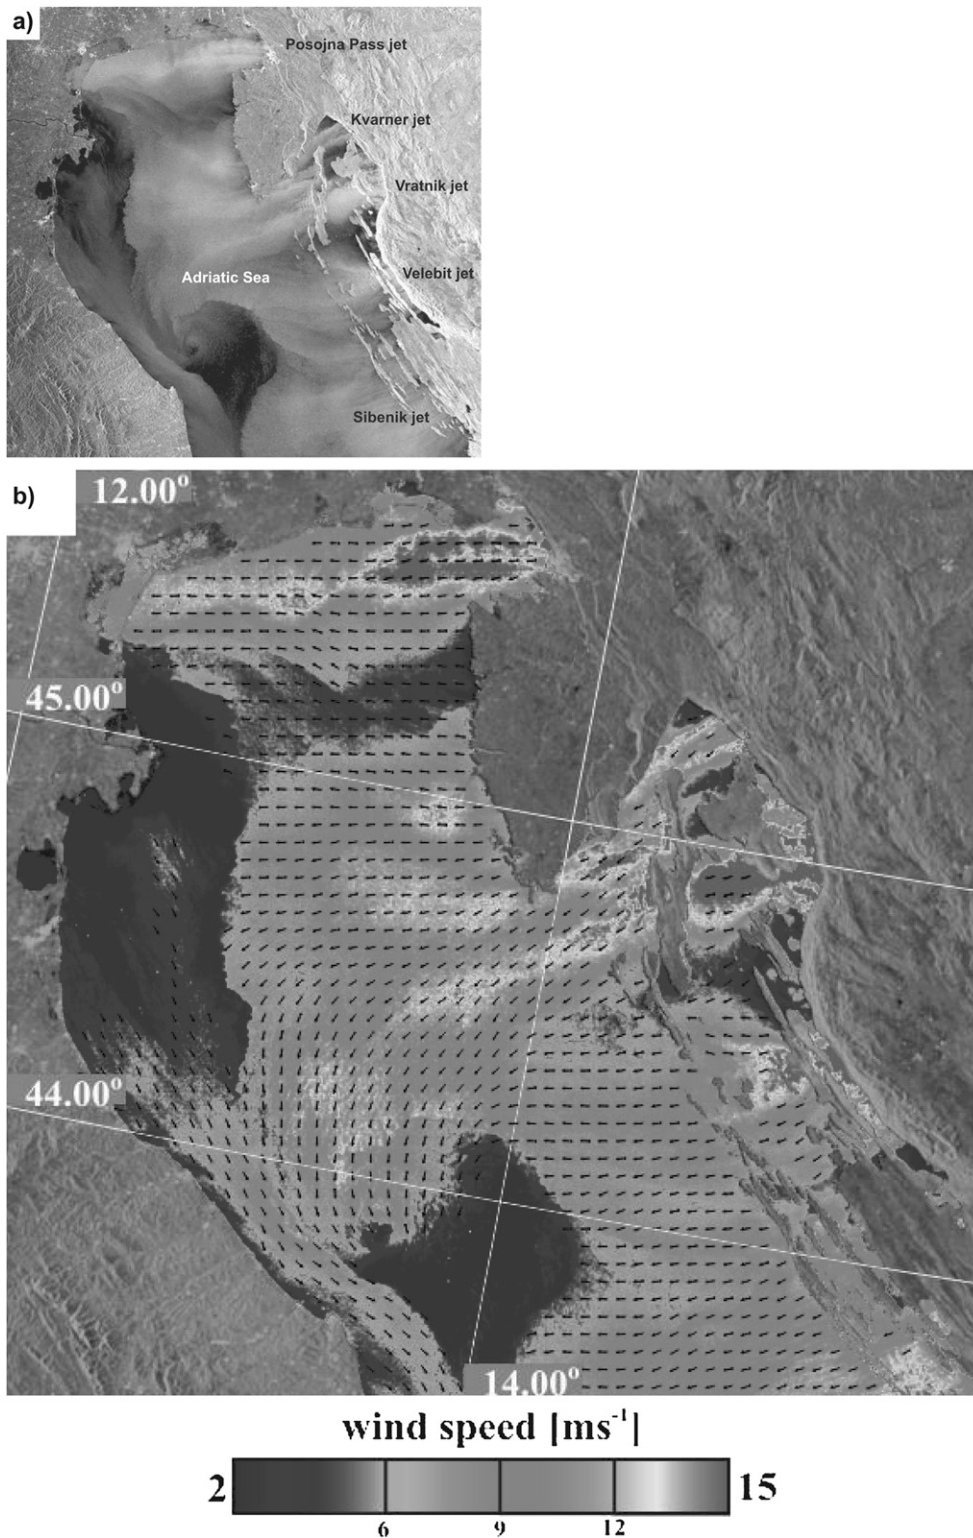 a)
Posojna Pass jet
Kvarner jet
Vratnik jet
Velebit jet
Adriatic Sea
Sibenik jet
b)
12.00°
45.00°
44.00°
14.00°
wind speed [ms⁻¹]
2 15
6 9 12